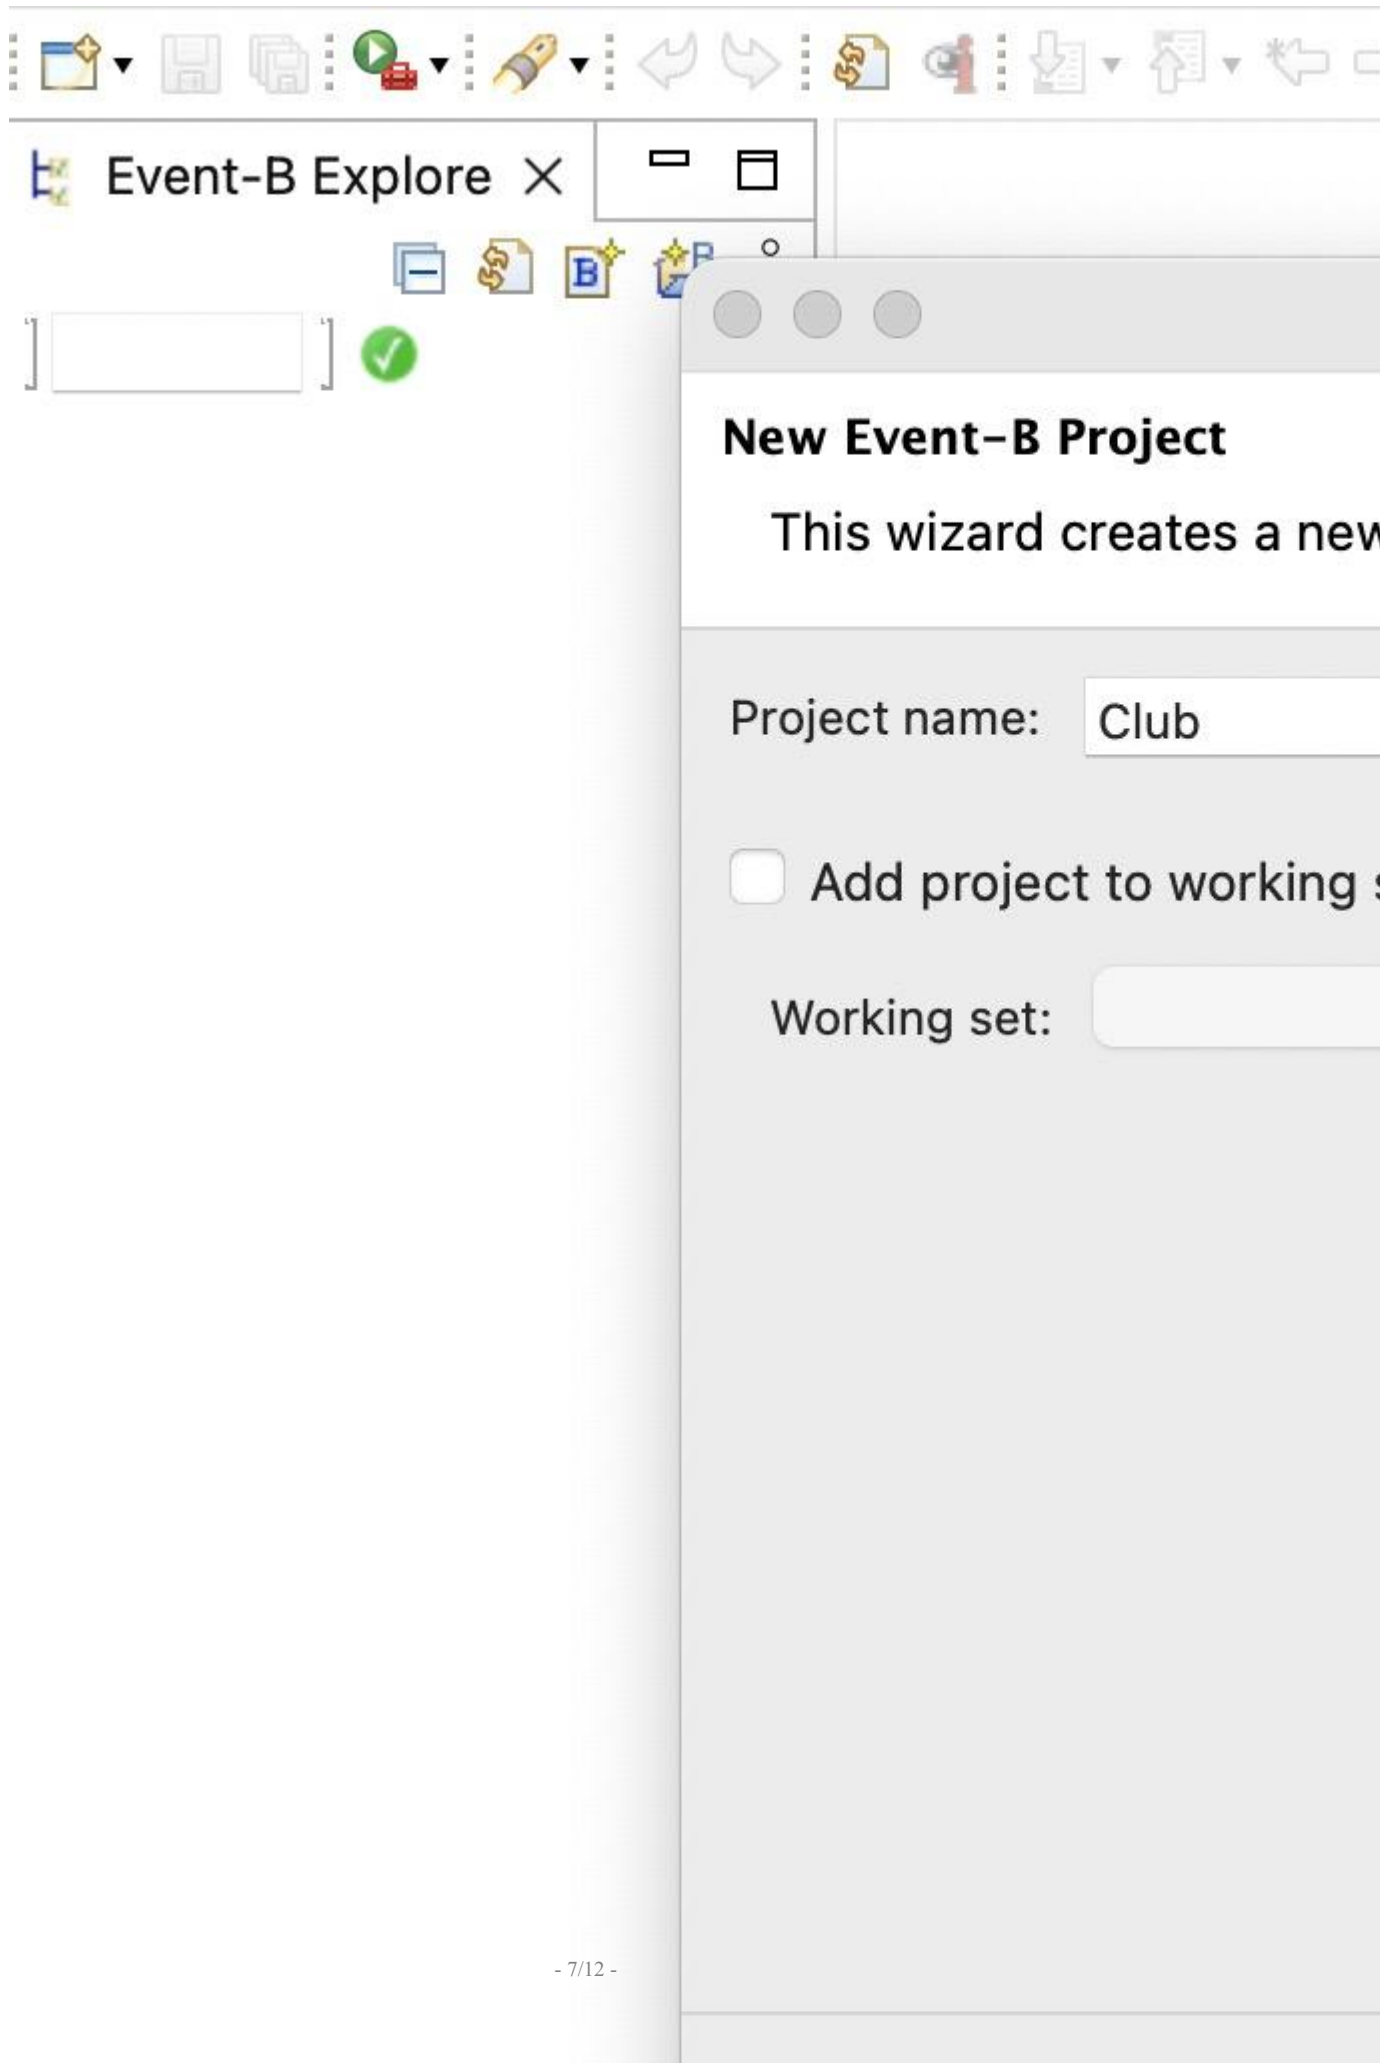 Event-B Explore
New Event-B Project
This wizard creates a new
Project name: Club
Add project to working
Working set:
- 7/12 -